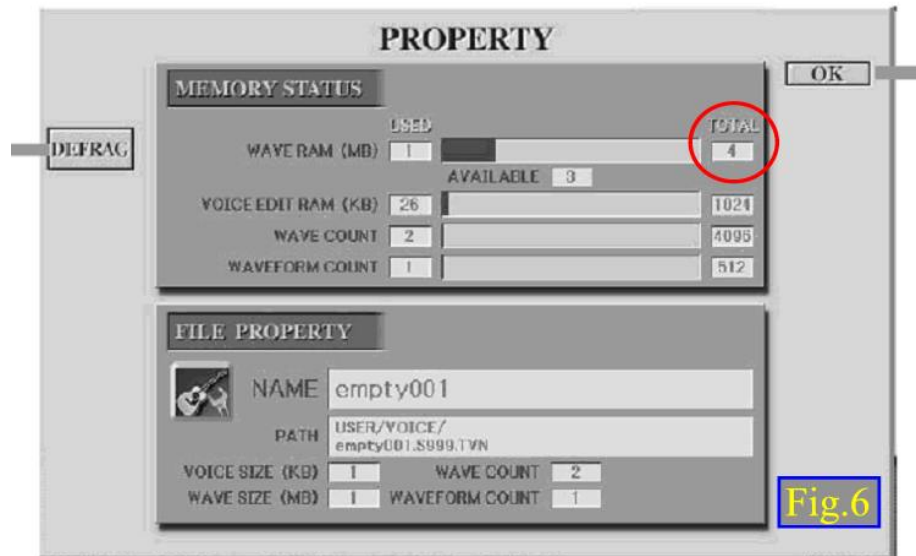 PROPERTY
OK
MEMORY STATUS
USED TOTAL
DEFRAG
WAVE RAM (MB) 1 4
AVAILABLE 3
VOICE EDIT RAM (KB) 26 1024
WAVE COUNT 2 4096
WAVEFORM COUNT 1 512
FILE PROPERTY
NAME empty001
PATH USER/VOICE/
empty001.S999.TVN
VOICE SIZE (KB) 1 WAVE COUNT 2
WAVE SIZE (MB) 1 WAVEFORM COUNT 1
Fig.6